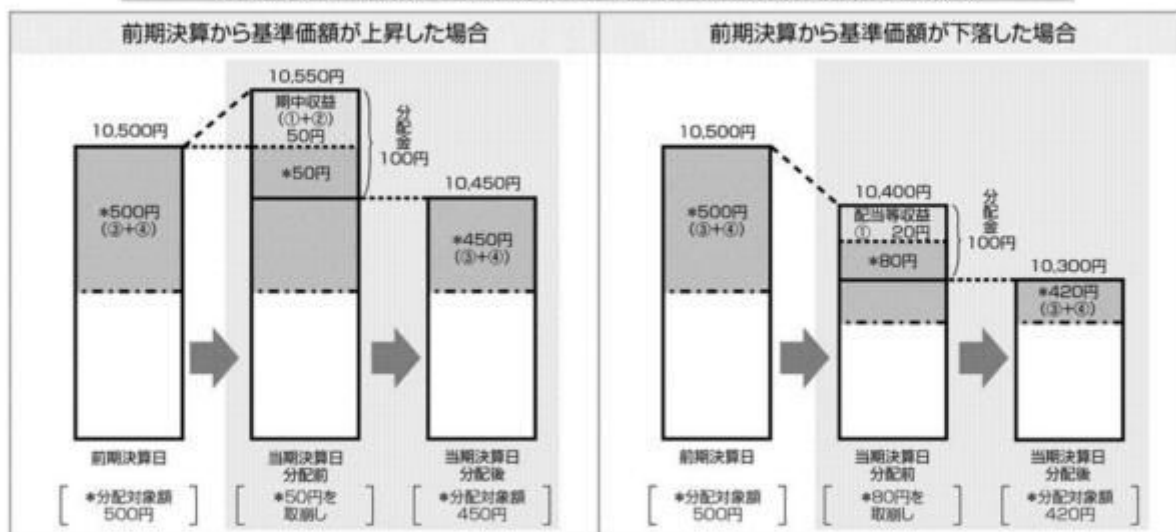 前期決算から基準価額が上昇した場合
10,550円
期中収益
(①+②)
50円
*50円
分配金
100円
10,500円
*500円
(③+④)
10,450円
*450円
(③+④)
前期決算日
当期決算日
分配前
当期決算日
分配後
*分配対象額
500円
*50円を
取崩し
*分配対象額
450円
前期決算から基準価額が下落した場合
10,500円
*500円
(③+④)
10,400円
配当等収益
① 20円
*80円
分配金
100円
10,300円
*420円
(③+④)
前期決算日
当期決算日
分配前
当期決算日
分配後
*分配対象額
500円
*80円を
取崩し
*分配対象額
420円